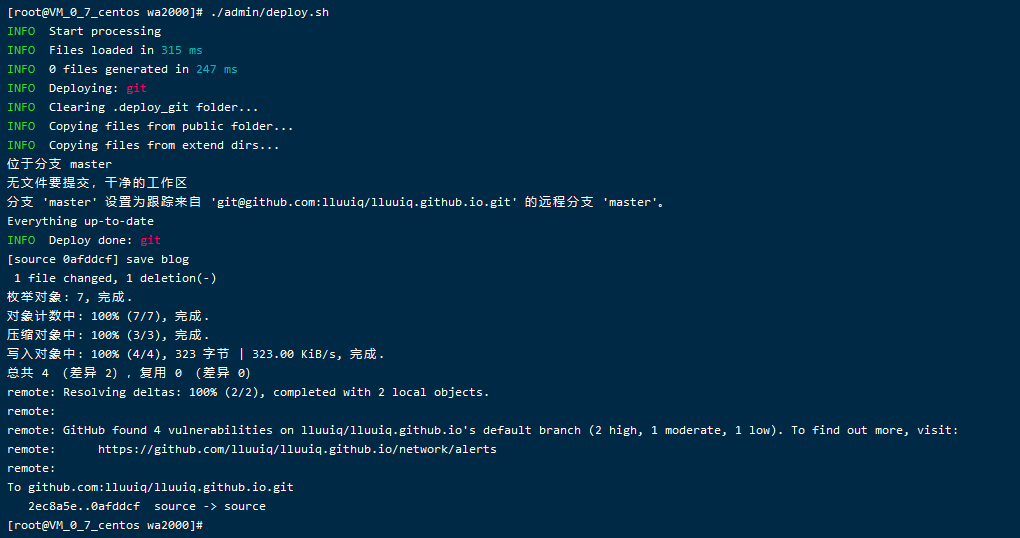 [root@VM_0_7_centos wa2000]# ./admin/deploy.sh
INFO  Start processing
INFO  Files loaded in 315 ms
INFO  0 files generated in 247 ms
INFO  Deploying: git
INFO  Clearing .deploy_git folder...
INFO  Copying files from public folder...
INFO  Copying files from extend dirs...
位于分支 master
无文件要提交，干净的工作区
分支 'master' 设置为跟踪来自 'git@github.com:lluuiq/lluuiq.github.io.git' 的远程分支 'master'。
Everything up-to-date
INFO  Deploy done: git
[source 0afddcf] save blog
 1 file changed, 1 deletion(-)
枚举对象: 7, 完成.
对象计数中: 100% (7/7), 完成.
压缩对象中: 100% (3/3), 完成.
写入对象中: 100% (4/4), 323 字节 | 323.00 KiB/s, 完成.
总共 4 （差异 2），复用 0 （差异 0）
remote: Resolving deltas: 100% (2/2), completed with 2 local objects.
remote:
remote: GitHub found 4 vulnerabilities on lluuiq/lluuiq.github.io's default branch (2 high, 1 moderate, 1 low). To find out more, visit:
remote:      https://github.com/lluuiq/lluuiq.github.io/network/alerts
remote:
To github.com:lluuiq/lluuiq.github.io.git
   2ec8a5e..0afddcf  source -> source
[root@VM_0_7_centos wa2000]#